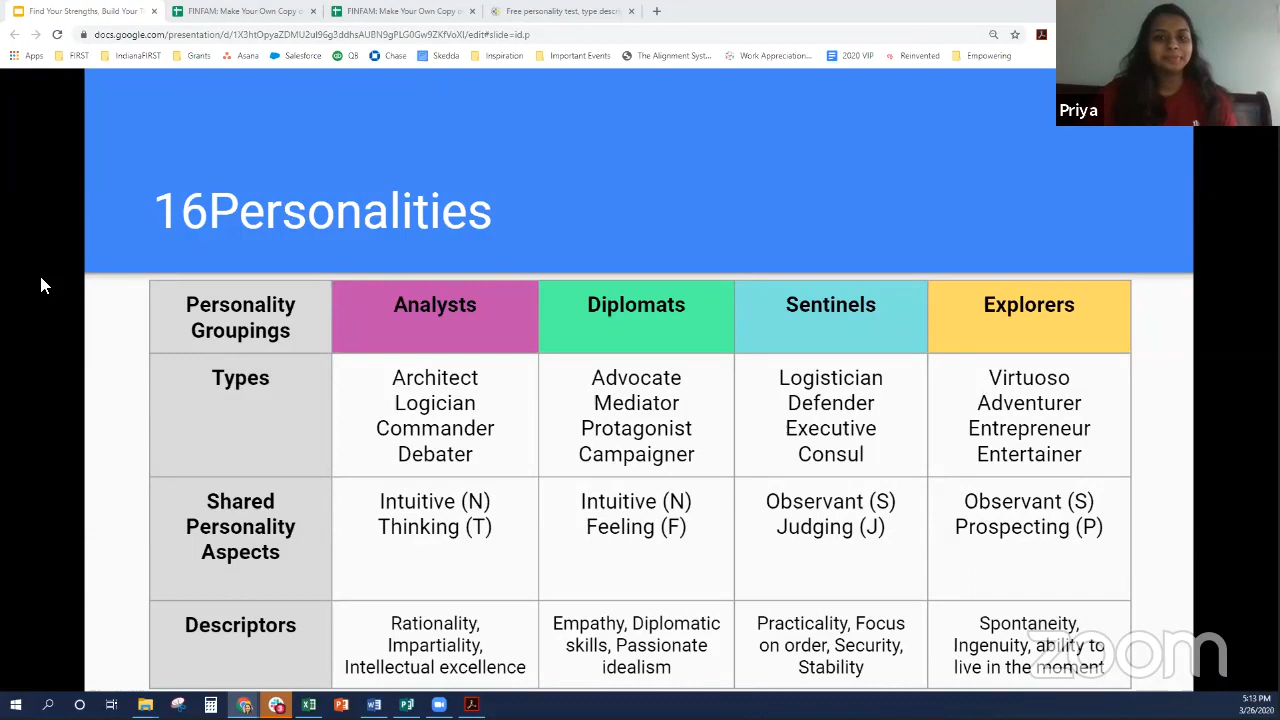 Find Your Strengths, Build Your T
FINFAM: Make Your Own Copy o
FINFAM: Make Your Own Copy o
Free personality test, type descri
docs.google.com/presentation/d/1X3htOpyaZDMU2ul96g3ddhsAUBN9gPLG0Gw9ZKfVoXI/edit#slide=id.p
Apps FIRST IndianaFIRST Grants Asana Salesforce QB Chase Skedda Inspiration Important Events The Alignment Syst... Work Appreciation... 2020 VIP Reinvented Empowering
Priya
16Personalities
Personality Groupings
Analysts
Diplomats
Sentinels
Explorers
Types
Architect
Logician
Commander
Debater
Advocate
Mediator
Protagonist
Campaigner
Logistician
Defender
Executive
Consul
Virtuoso
Adventurer
Entrepreneur
Entertainer
Shared
Personality
Aspects
Intuitive (N)
Thinking (T)
Intuitive (N)
Feeling (F)
Observant (S)
Judging (J)
Observant (S)
Prospecting (P)
Descriptors
Rationality,
Impartiality,
Intellectual excellence
Empathy, Diplomatic
skills, Passionate
idealism
Practicality, Focus
on order, Security,
Stability
Spontaneity,
Ingenuity, ability to
live in the moment
zoom
5:13 PM
3/26/2020